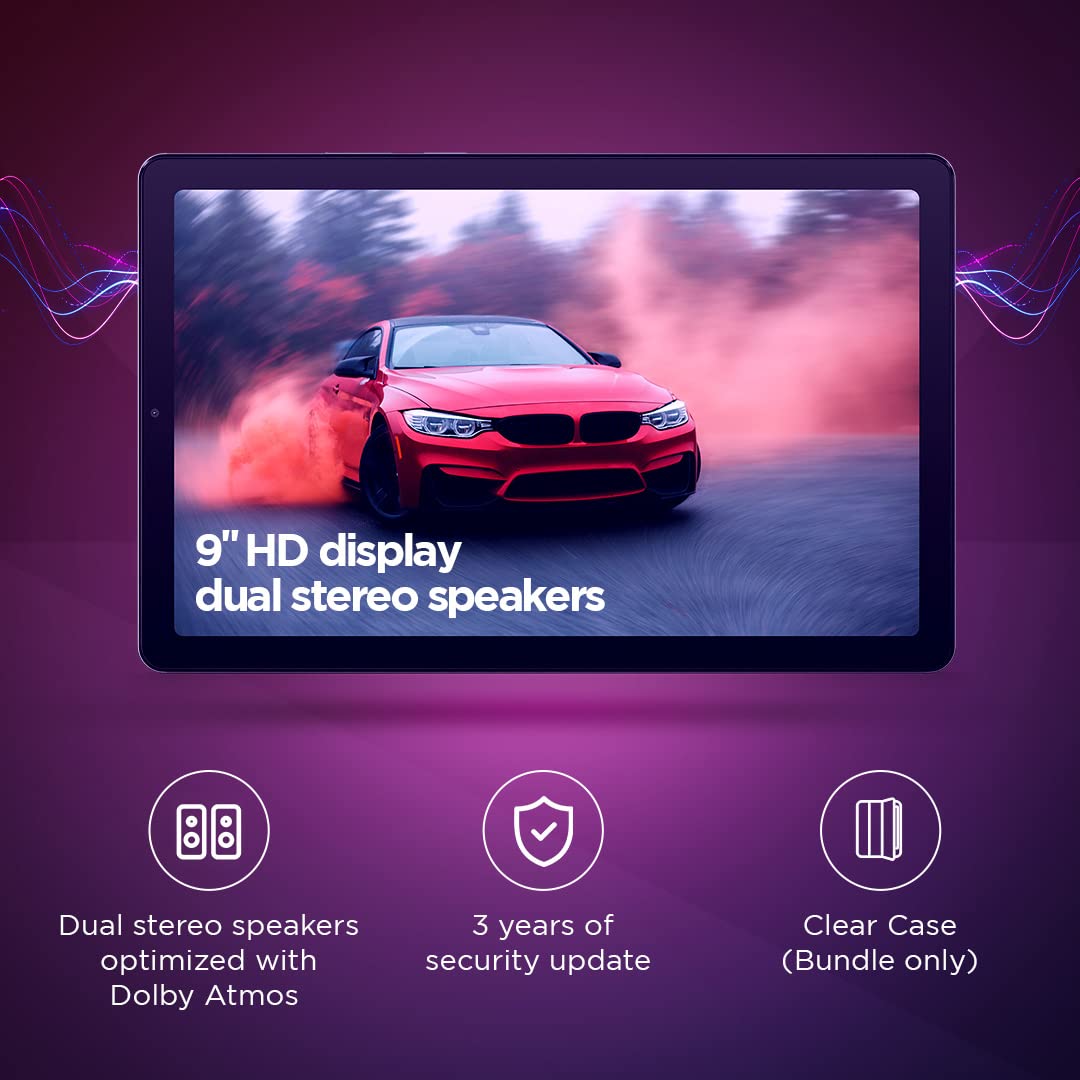 9" HD display
dual stereo speakers
Dual stereo speakers
optimized with
Dolby Atmos
3 years of
security update
Clear Case
(Bundle only)